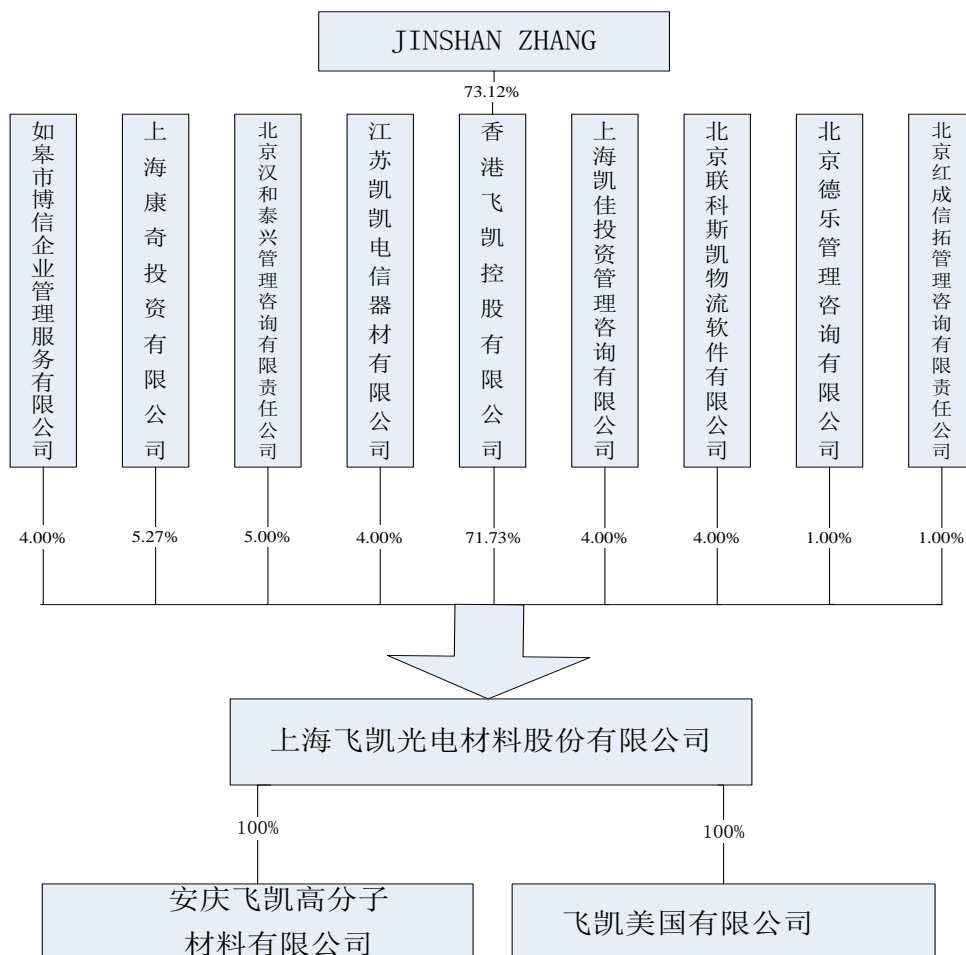 JINSHAN ZHANG
73.12%
如皋市博信企业管理服务有限公司
上海康奇投资有限公司
北京汉和泰兴管理咨询有限责任公司
江苏凯凯电信器材有限公司
香港飞凯控股有限公司
上海凯佳投资管理咨询有限公司
北京联科斯凯物流软件有限公司
北京德乐管理咨询有限公司
北京红成信拓管理咨询有限责任公司
4.00%
5.27%
5.00%
4.00%
71.73%
4.00%
4.00%
1.00%
1.00%
上海飞凯光电材料股份有限公司
100%
100%
安庆飞凯高分子
材料有限公司
飞凯美国有限公司